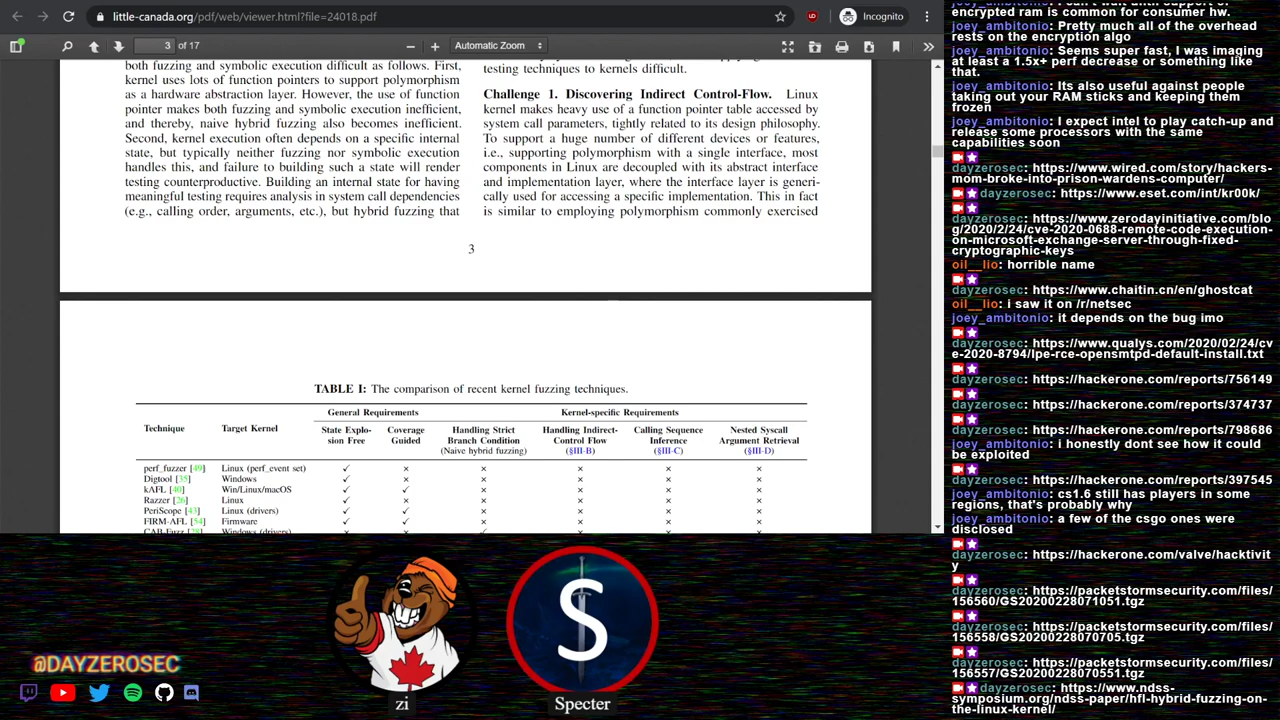 little-canada.org/pdf/web/viewer.html?file=24018.pdf
Incognito
3 of 17
Automatic Zoom
both fuzzing and symbolic execution difficult as follows. First,
kernel uses lots of function pointers to support polymorphism
as a hardware abstraction layer. However, the use of function
pointer makes both fuzzing and symbolic execution inefficient,
and thereby, naive hybrid fuzzing also becomes inefficient.
Second, kernel execution often depends on a specific internal
state, but typically neither fuzzing nor symbolic execution
handles this, and failure to building such a state will render
testing counterproductive. Building an internal state for having
meaningful testing requires analysis in system call dependencies
(e.g., calling order, arguments, etc.), but hybrid fuzzing that
testing techniques to kernels difficult.
Challenge 1. Discovering Indirect Control-Flow. Linux
kernel makes heavy use of a function pointer table accessed by
system call parameters, tightly related to its design philosophy.
To support a huge number of different devices or features,
i.e., supporting polymorphism with a single interface, most
components in Linux are decoupled with its abstract interface
and implementation layer, where the interface layer is generi-
cally used for accessing a specific implementation. This in fact
is similar to employing polymorphism commonly exercised
3
TABLE I: The comparison of recent kernel fuzzing techniques.
General Requirements Kernel-specific Requirements
Technique Target Kernel State Explo- Coverage Handling Strict Handling Indirect- Calling Sequence Nested Syscall
sion Free Guided Branch Condition Control Flow Inference Argument Retrieval
(Naive hybrid fuzzing) (§III-B) (§III-C) (§III-D)
perf_fuzzer [49] Linux (perf_event set) ✓ × × × × ×
Digtool [35] Windows ✓ × × × × ×
kAFL [40] Win/Linux/macOS ✓ ✓ × × × ×
Razzer [26] Linux ✓ × × × × ×
PeriScope [43] Linux (drivers) ✓ ✓ × × × ×
FIRM-AFL [54] Firmware ✓ ✓ × × × ×
CAB-Fuzz [28] Windows (drivers) × × ✓ × × ×
encrypted ram is common for consumer hw.
joey_ambitonio: Pretty much all of the overhead
rests on the encryption algo
joey_ambitonio: Seems super fast, I was imaging
at least a 1.5x+ perf decrease or something like
that.
joey_ambitonio: Its also useful against people
taking out your RAM sticks and keeping them
frozen
joey_ambitonio: I expect intel to play catch-up and
release some processors with the same
capabilities soon
dayzerosec: https://www.wired.com/story/hackers-
mom-broke-into-prison-wardens-computer/
dayzerosec: https://www.eset.com/int/kr00k/
dayzerosec: https://www.zerodayinitiative.com/blo
g/2020/2/24/cve-2020-0688-remote-code-execution-
on-microsoft-exchange-server-through-fixed-
cryptographic-keys
oil__lio: horrible name
dayzerosec: https://www.chaitin.cn/en/ghostcat
oil__lio: i saw it on /r/netsec
joey_ambitonio: it depends on the bug imo
dayzerosec: https://www.qualys.com/2020/02/24/cv
e-2020-8794/lpe-rce-opensmtpd-default-install.txt
dayzerosec: https://hackerone.com/reports/756149
dayzerosec: https://hackerone.com/reports/374737
dayzerosec: https://hackerone.com/reports/798686
joey_ambitonio: i honestly dont see how it could
be exploited
dayzerosec: https://hackerone.com/reports/397545
joey_ambitonio: cs1.6 still has players in some
regions, that's probably why
joey_ambitonio: a few of the csgo ones were
disclosed
dayzerosec: https://hackerone.com/valve/hacktivit
y
dayzerosec: https://packetstormsecurity.com/files/
156560/GS20200228071051.tgz
dayzerosec: https://packetstormsecurity.com/files/
156558/GS20200228070705.tgz
dayzerosec: https://packetstormsecurity.com/files/
156557/GS20200228070551.tgz
dayzerosec: https://www.ndss-
symposium.org/ndss-paper/hfl-hybrid-fuzzing-on-
the-linux-kernel/
@DAYZEROSEC
S
zi
Specter